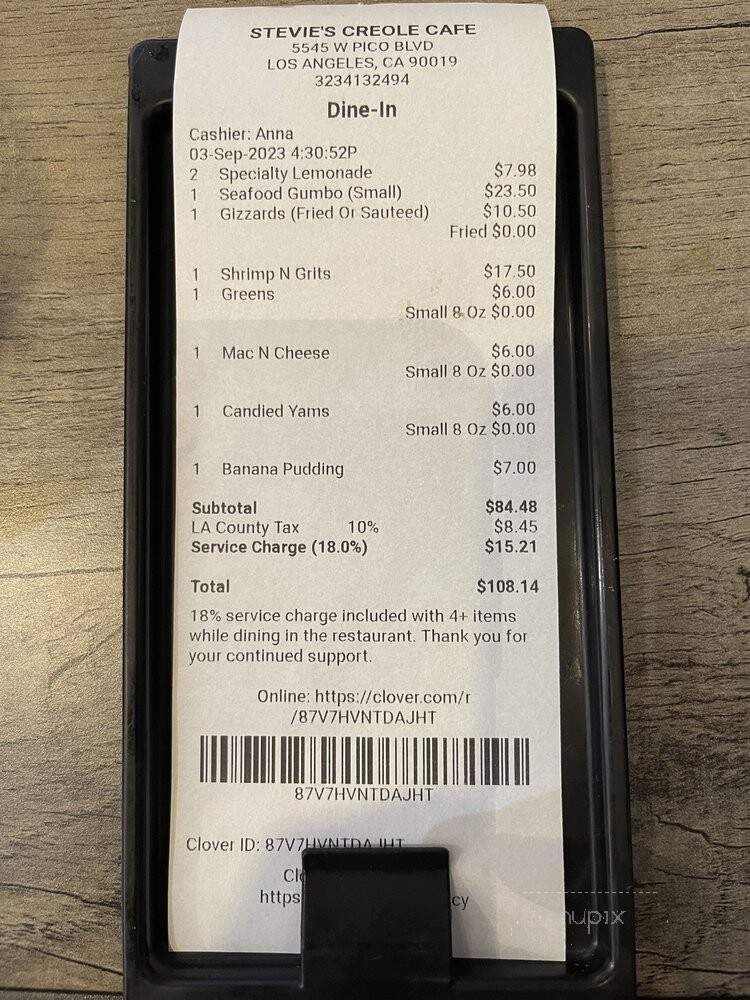 STEVIE'S CREOLE CAFE
5545 W PICO BLVD
LOS ANGELES, CA 90019
3234132494
Dine-In
Cashier: Anna
03-Sep-2023 4:30:52P
2 Specialty Lemonade $7.98
1 Seafood Gumbo (Small) $23.50
1 Gizzards (Fried Or Sauteed) $10.50
Fried $0.00
1 Shrimp N Grits $17.50
1 Greens $6.00
Small 8 Oz $0.00
1 Mac N Cheese $6.00
Small 8 Oz $0.00
1 Candied Yams $6.00
Small 8 Oz $0.00
1 Banana Pudding $7.00
Subtotal $84.48
LA County Tax 10% $8.45
Service Charge (18.0%) $15.21
Total $108.14
18% service charge included with 4+ items
while dining in the restaurant. Thank you for
your continued support.
Online: https://clover.com/r
/87V7HVNTDAJHT
87V7HVNTDAJHT
Clover ID: 87V7HVNTDAJHT
https